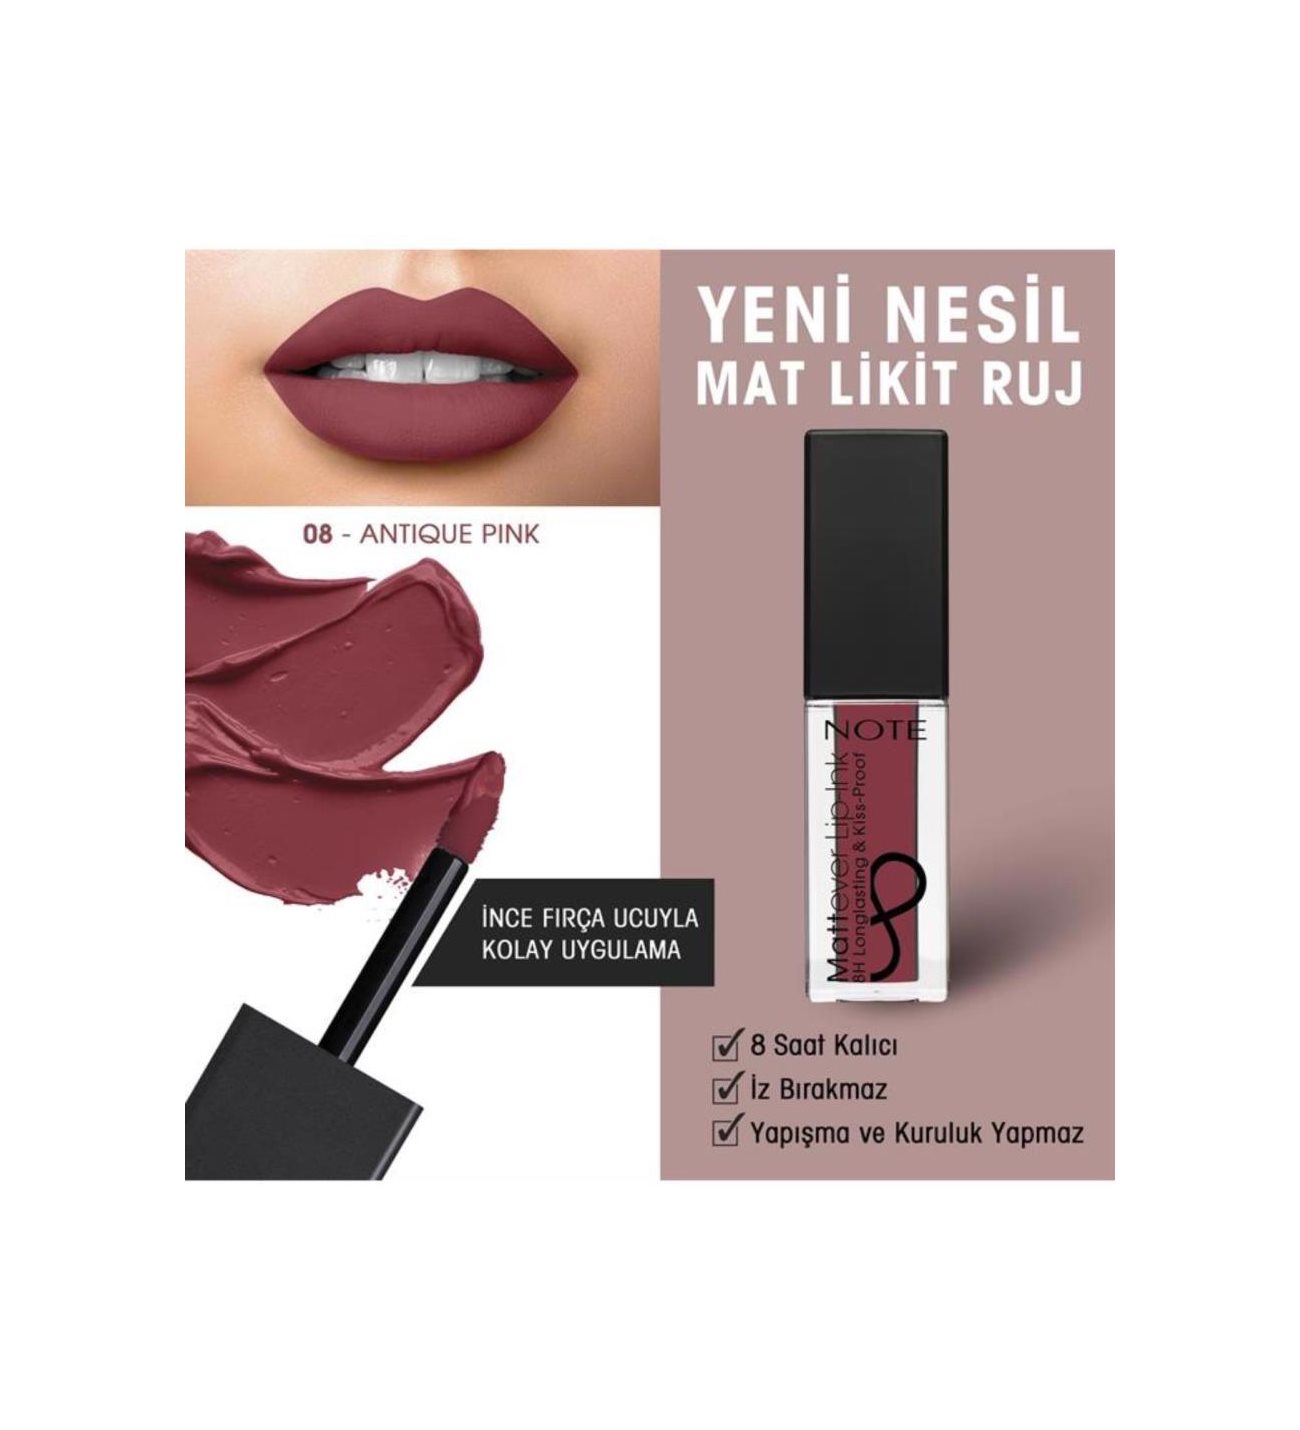 YENİ NESİL
MAT LİKİT RUJ
08 - ANTIQUE PINK
NOTE
Mattever Lip-Ink
8H Longlasting & Kiss-Proof
8
İNCE FIRÇA UCUYLA
KOLAY UYGULAMA
8 Saat Kalıcı
İz Bırakmaz
Yapışma ve Kuruluk Yapmaz